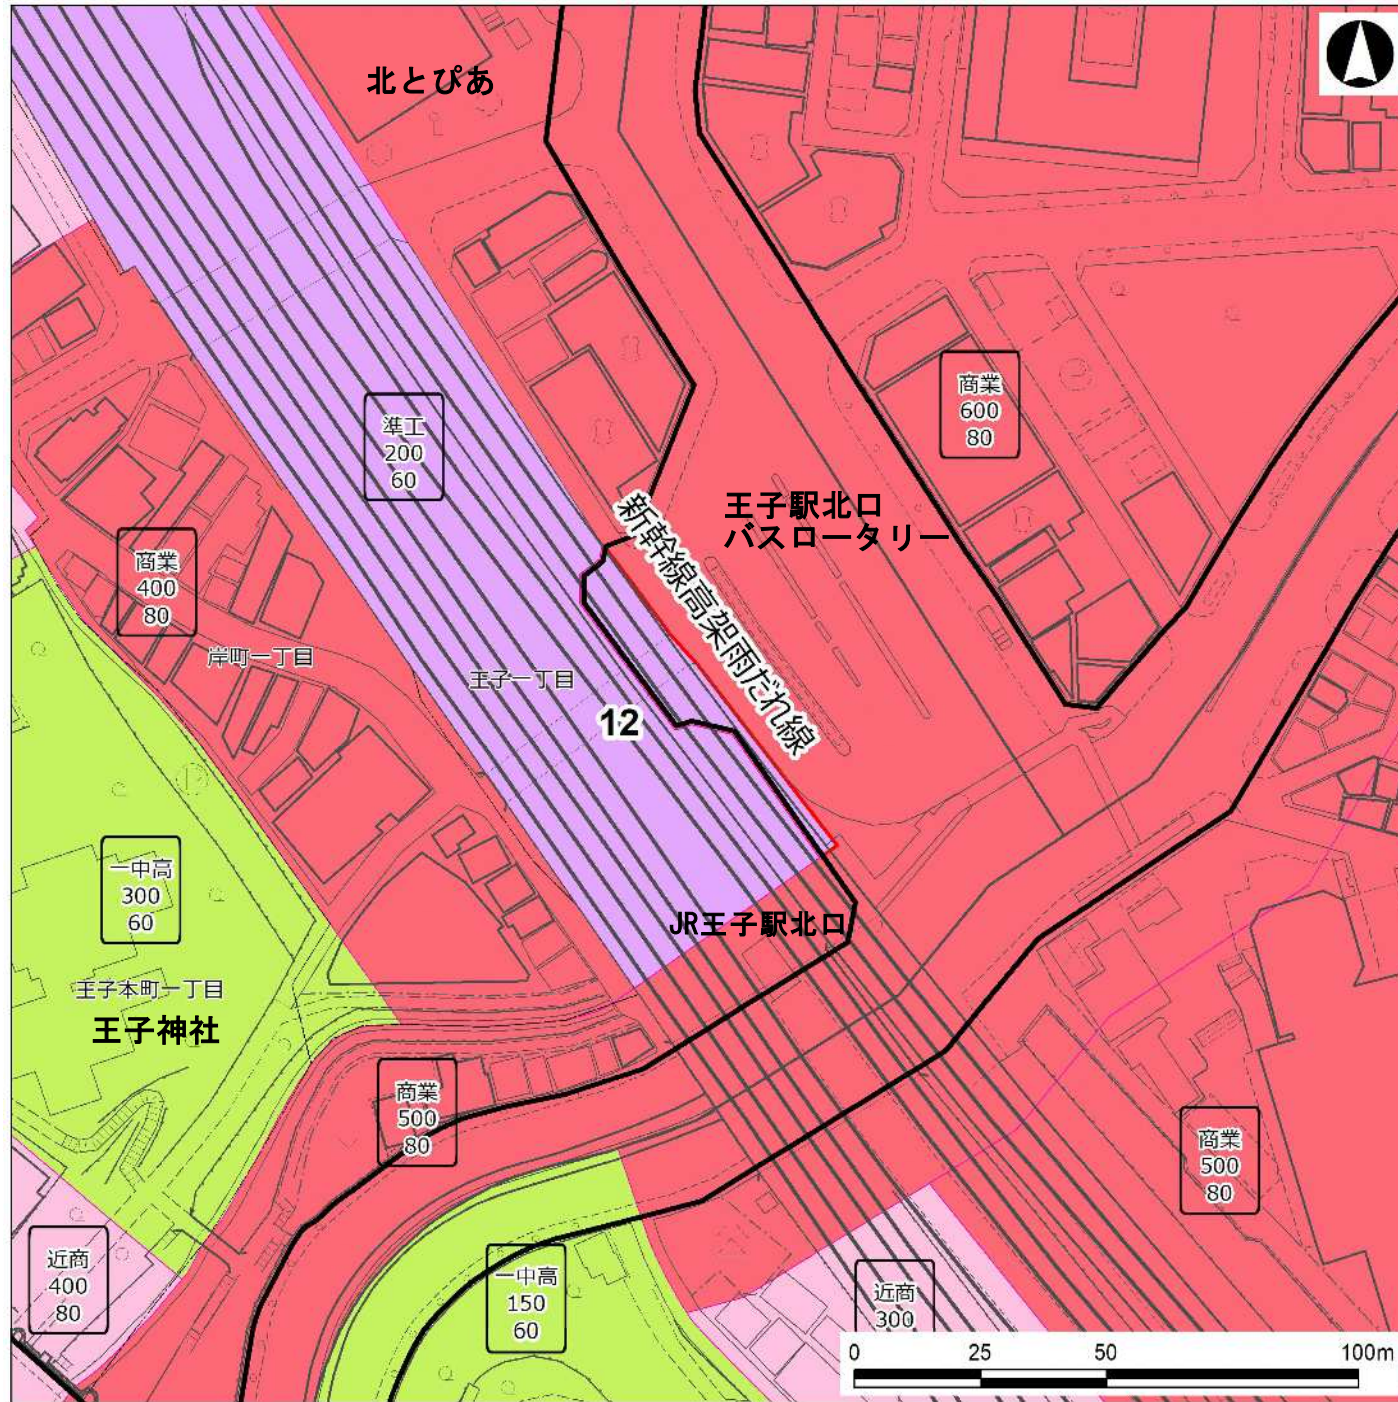 北とぴあ
商業
600
80
準工
200
60
王子駅北口
バスロータリー
新幹線高架雨だれ線
商業
400
80
岸町一丁目
王子一丁目
12
一中高
300
60
JR王子駅北口
王子本町一丁目
王子神社
商業
500
80
商業
500
80
近商
400
80
一中高
150
60
近商
300
0 25 50 100m